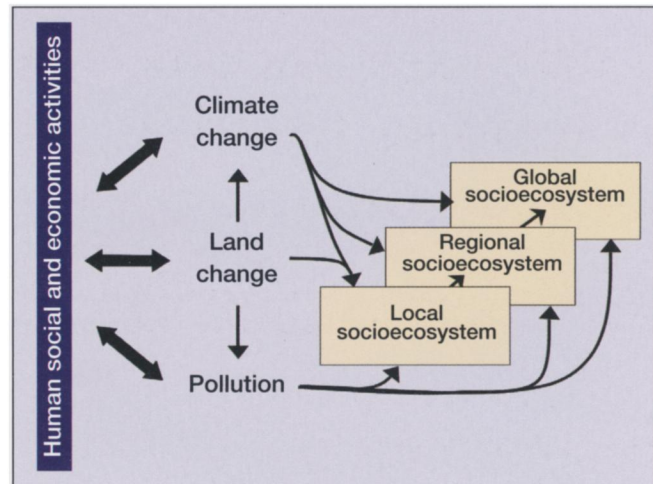 Human social and economic activities
Climate
change
Land
change
Pollution
Global
socioecosystem
Regional
socioecosystem
Local
socioecosystem